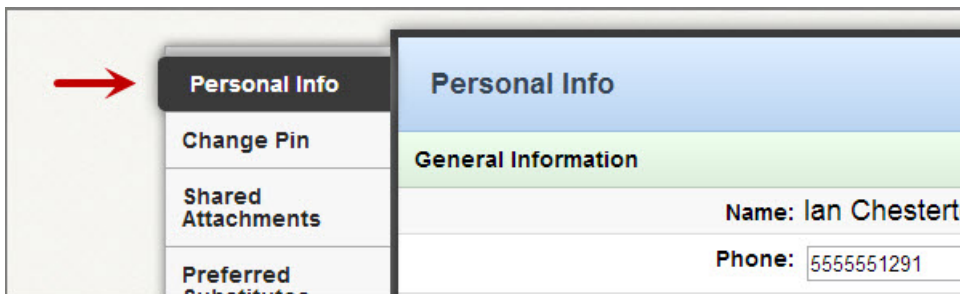 Personal Info
Change Pin
Shared
Attachments
Preferred
Personal Info
General Information
Name: Ian Chestert
Phone: 5555551291